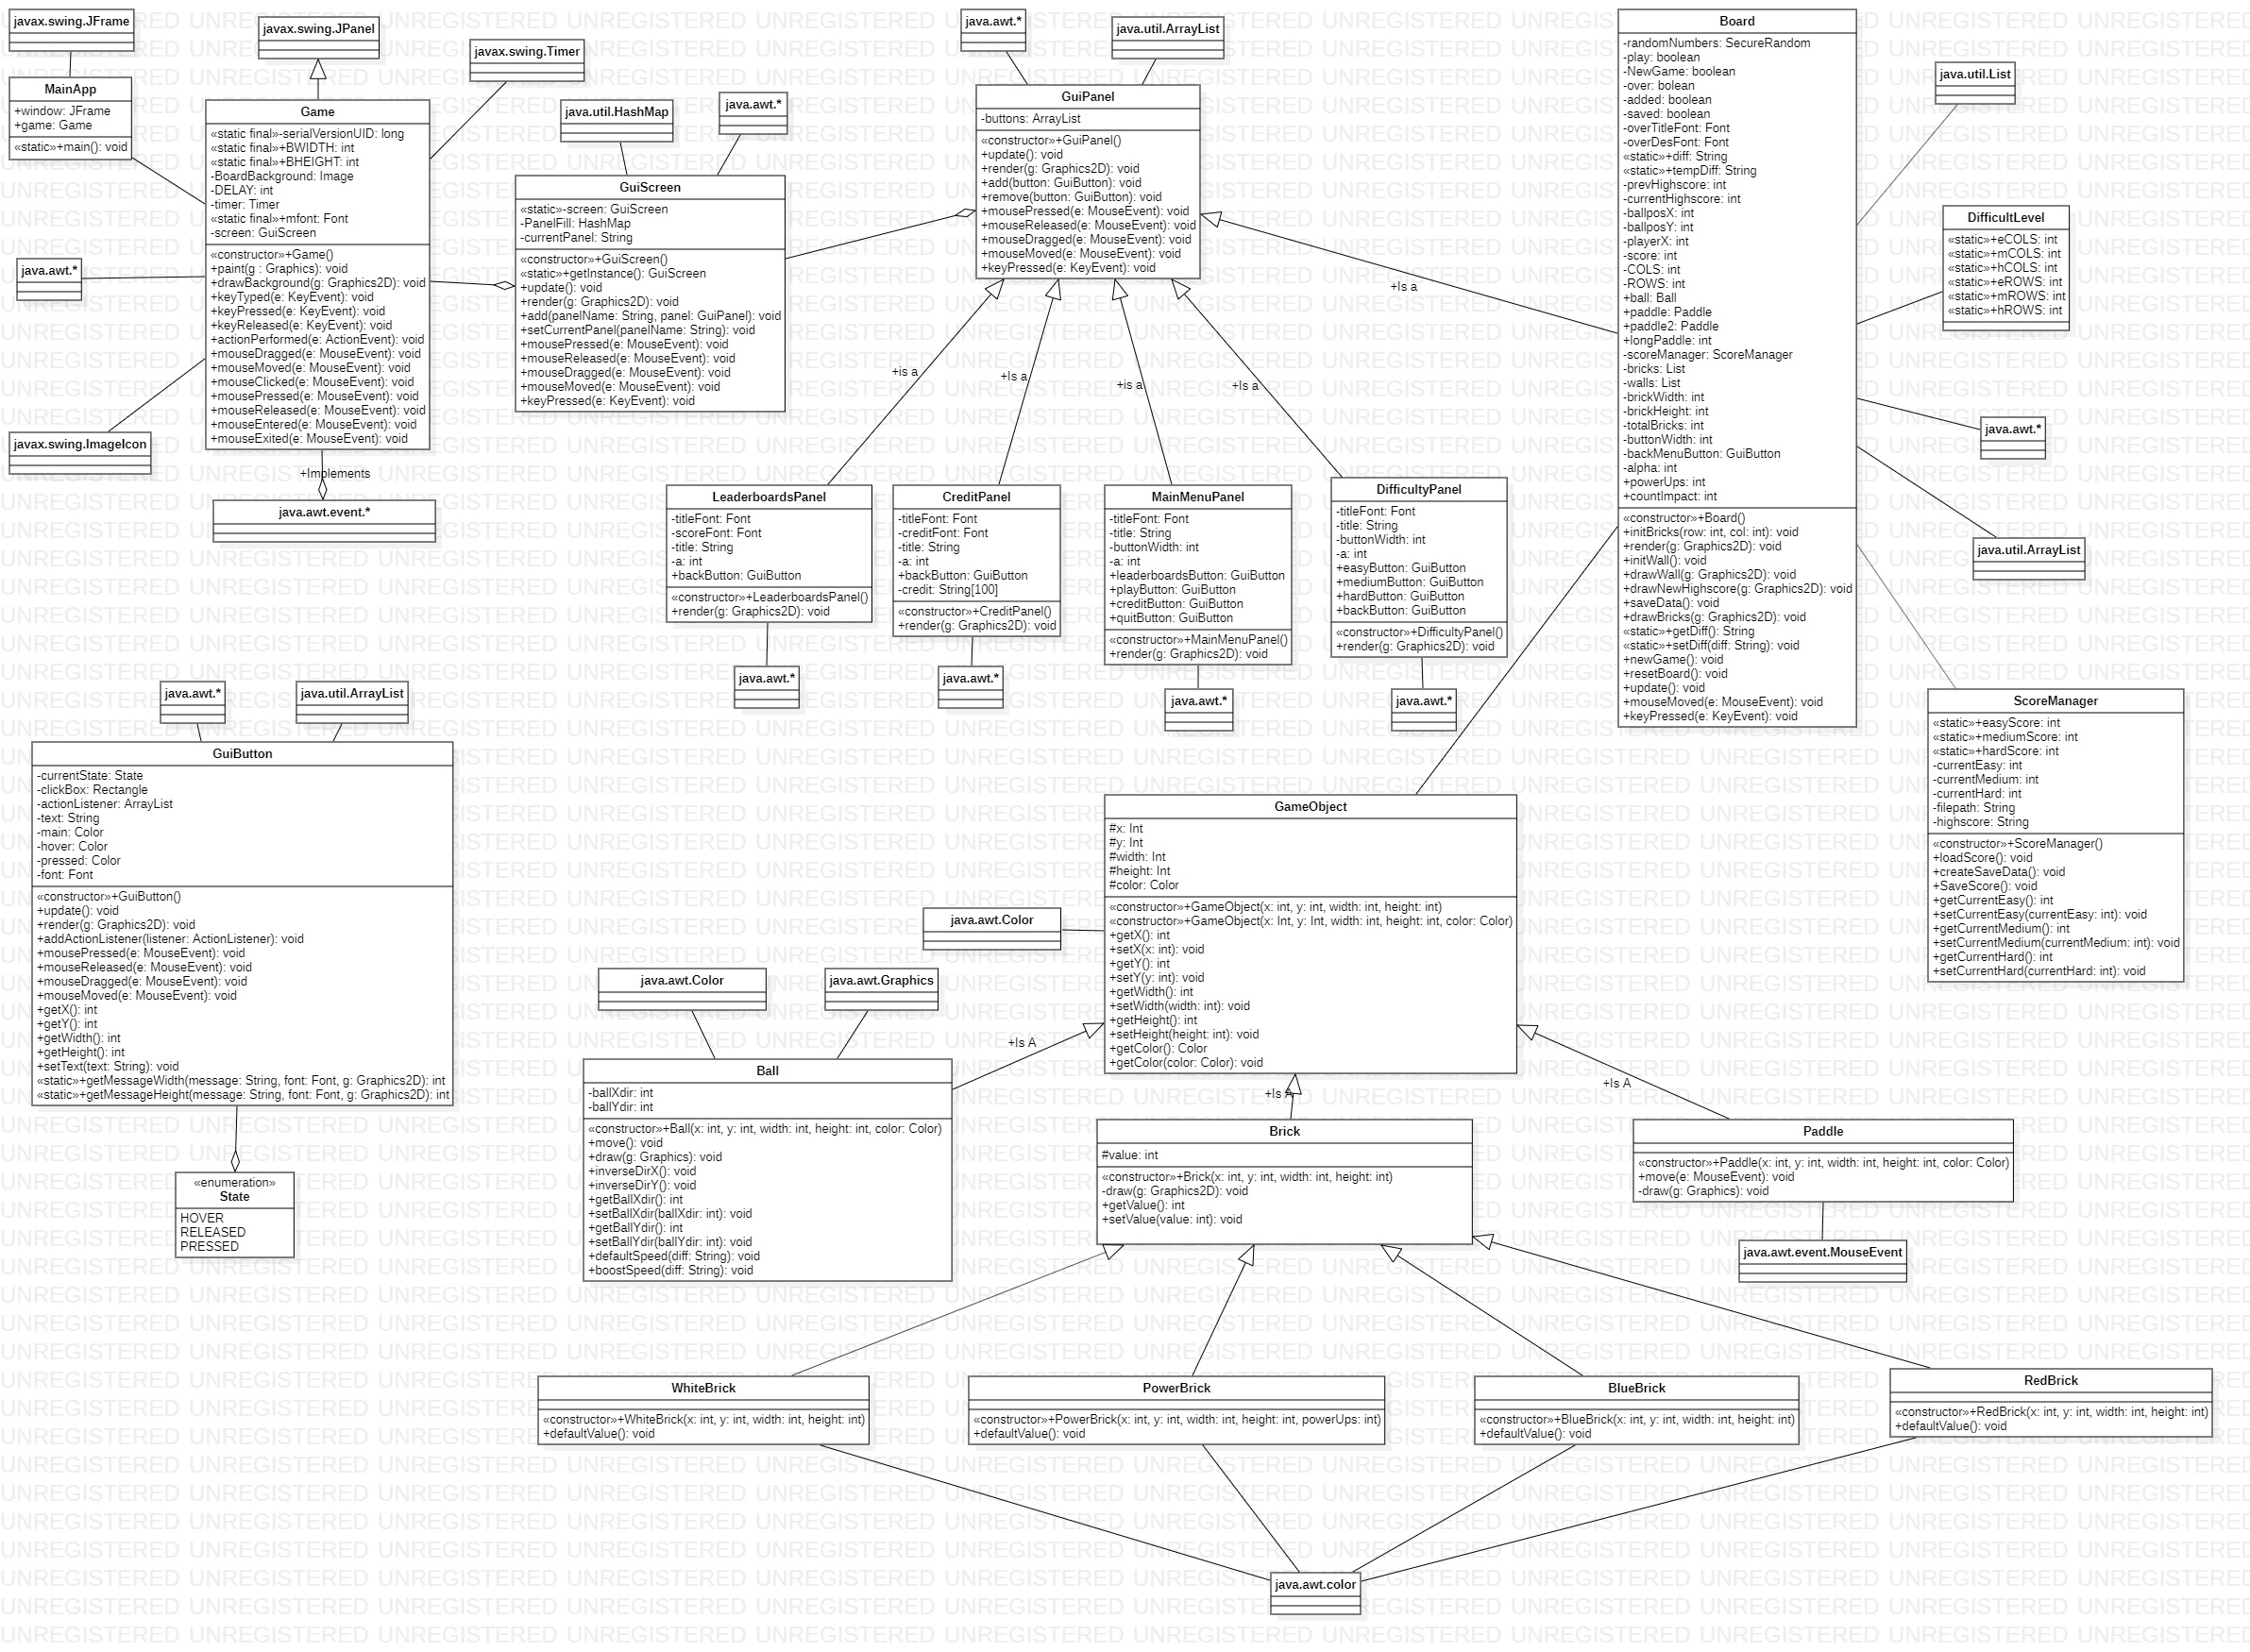 javax.swing.JFrame
MainApp
+window: JFrame
+game: Game
«static»+main(): void
javax.swing.JPanel
javax.swing.Timer
Game
«static final»-serialVersionUID: long
«static final»+BWIDTH: int
«static final»+BHEIGHT: int
-BoardBackground: Image
-DELAY: int
-timer: Timer
«static final»+mfont: Font
-screen: GuiScreen
«constructor»+Game()
+paint(g : Graphics): void
+drawBackground(g: Graphics2D): void
+keyTyped(e: KeyEvent): void
+keyPressed(e: KeyEvent): void
+keyReleased(e: KeyEvent): void
+actionPerformed(e: ActionEvent): void
+mouseDragged(e: MouseEvent): void
+mouseMoved(e: MouseEvent): void
+mouseClicked(e: MouseEvent): void
+mousePressed(e: MouseEvent): void
+mouseReleased(e: MouseEvent): void
+mouseEntered(e: MouseEvent): void
+mouseExited(e: MouseEvent): void
java.awt.*
javax.swing.ImageIcon
+Implements
java.awt.event.*
java.util.HashMap
java.awt.*
GuiScreen
«static»-screen: GuiScreen
-PanelFill: HashMap
-currentPanel: String
«constructor»+GuiScreen()
«static»+getInstance(): GuiScreen
+update(): void
+render(g: Graphics2D): void
+add(panelName: String, panel: GuiPanel): void
+setCurrentPanel(panelName: String): void
+mousePressed(e: MouseEvent): void
+mouseReleased(e: MouseEvent): void
+mouseDragged(e: MouseEvent): void
+mouseMoved(e: MouseEvent): void
+keyPressed(e: KeyEvent): void
java.awt.*
java.util.ArrayList
GuiPanel
-buttons: ArrayList
«constructor»+GuiPanel()
+update(): void
+render(g: Graphics2D): void
+add(button: GuiButton): void
+remove(button: GuiButton): void
+mousePressed(e: MouseEvent): void
+mouseReleased(e: MouseEvent): void
+mouseDragged(e: MouseEvent): void
+mouseMoved(e: MouseEvent): void
+keyPressed(e: KeyEvent): void
+is a
+Is a
+is a
+Is a
+Is a
Board
-randomNumbers: SecureRandom
-play: boolean
-NewGame: boolean
-over: bolean
-added: boolean
-saved: boolean
-overTitleFont: Font
-overDesFont: Font
«static»+diff: String
«static»+tempDiff: String
-prevHighscore: int
-currentHighscore: int
-ballposX: int
-ballposY: int
-playerX: int
-score: int
-COLS: int
-ROWS: int
+ball: Ball
+paddle: Paddle
+paddle2: Paddle
+longPaddle: int
-scoreManager: ScoreManager
-bricks: List
-walls: List
-brickWidth: int
-brickHeight: int
-totalBricks: int
-buttonWidth: int
-backMenuButton: GuiButton
-alpha: int
+powerUps: int
+countImpact: int
«constructor»+Board()
+initBricks(row: int, col: int): void
+render(g: Graphics2D): void
+initWall(): void
+drawWall(g: Graphics2D): void
+drawNewHighscore(g: Graphics2D): void
+saveData(): void
+drawBricks(g: Graphics2D): void
«static»+getDiff(): String
«static»+setDiff(diff: String): void
+newGame(): void
+resetBoard(): void
+update(): void
+mouseMoved(e: MouseEvent): void
+keyPressed(e: KeyEvent): void
java.util.List
DifficultLevel
«static»+eCOLS: int
«static»+mCOLS: int
«static»+hCOLS: int
«static»+eROWS: int
«static»+mROWS: int
«static»+hROWS: int
java.awt.*
java.util.ArrayList
ScoreManager
«static»+easyScore: int
«static»+mediumScore: int
«static»+hardScore: int
-currentEasy: int
-currentMedium: int
-currentHard: int
-filepath: String
-highscore: String
«constructor»+ScoreManager()
+loadScore(): void
+createSaveData(): void
+SaveScore(): void
+getCurrentEasy(): int
+setCurrentEasy(currentEasy: int): void
+getCurrentMedium(): int
+setCurrentMedium(currentMedium: int): void
+getCurrentHard(): int
+setCurrentHard(currentHard: int): void
LeaderboardsPanel
-titleFont: Font
-scoreFont: Font
-title: String
-a: int
+backButton: GuiButton
«constructor»+LeaderboardsPanel()
+render(g: Graphics2D): void
java.awt.*
CreditPanel
-titleFont: Font
-creditFont: Font
-title: String
-a: int
+backButton: GuiButton
-credit: String[100]
«constructor»+CreditPanel()
+render(g: Graphics2D): void
java.awt.*
MainMenuPanel
-titleFont: Font
-title: String
-buttonWidth: int
-a: int
+leaderboardsButton: GuiButton
+playButton: GuiButton
+creditButton: GuiButton
+quitButton: GuiButton
«constructor»+MainMenuPanel()
+render(g: Graphics2D): void
java.awt.*
DifficultyPanel
-titleFont: Font
-title: String
-buttonWidth: int
-a: int
+easyButton: GuiButton
+mediumButton: GuiButton
+hardButton: GuiButton
+backButton: GuiButton
«constructor»+DifficultyPanel()
+render(g: Graphics2D): void
java.awt.*
java.awt.*
java.util.ArrayList
GuiButton
-currentState: State
-clickBox: Rectangle
-actionListener: ArrayList
-text: String
-main: Color
-hover: Color
-pressed: Color
-font: Font
«constructor»+GuiButton()
+update(): void
+render(g: Graphics2D): void
+addActionListener(listener: ActionListener): void
+mousePressed(e: MouseEvent): void
+mouseReleased(e: MouseEvent): void
+mouseDragged(e: MouseEvent): void
+mouseMoved(e: MouseEvent): void
+getX(): int
+getY(): int
+getWidth(): int
+getHeight(): int
+setText(text: String): void
«static»+getMessageWidth(message: String, font: Font, g: Graphics2D): int
«static»+getMessageHeight(message: String, font: Font, g: Graphics2D): int
«enumeration»
State
HOVER
RELEASED
PRESSED
GameObject
#x: Int
#y: Int
#width: Int
#height: Int
#color: Color
«constructor»+GameObject(x: int, y: int, width: int, height: int)
«constructor»+GameObject(x: Int, y: Int, width: int, height: int, color: Color)
+getX(): int
+setX(x: int): void
+getY(): int
+setY(y: int): void
+getWidth(): int
+setWidth(width: int): void
+getHeight(): int
+setHeight(height: int): void
+getColor(): Color
+getColor(color: Color): void
java.awt.Color
java.awt.Color
java.awt.Graphics
+Is A
+Is A
+Is A
Ball
-ballXdir: int
-ballYdir: int
«constructor»+Ball(x: int, y: int, width: int, height: int, color: Color)
+move(): void
+draw(g: Graphics): void
+inverseDirX(): void
+inverseDirY(): void
+getBallXdir(): int
+setBallXdir(ballXdir: int): void
+getBallYdir(): int
+setBallYdir(ballYdir: int): void
+defaultSpeed(diff: String): void
+boostSpeed(diff: String): void
Brick
#value: int
«constructor»+Brick(x: int, y: int, width: int, height: int)
-draw(g: Graphics2D): void
+getValue(): int
+setValue(value: int): void
Paddle
«constructor»+Paddle(x: int, y: int, width: int, height: int, color: Color)
+move(e: MouseEvent): void
-draw(g: Graphics): void
java.awt.event.MouseEvent
WhiteBrick
«constructor»+WhiteBrick(x: int, y: int, width: int, height: int)
+defaultValue(): void
PowerBrick
«constructor»+PowerBrick(x: int, y: int, width: int, height: int, powerUps: int)
+defaultValue(): void
BlueBrick
«constructor»+BlueBrick(x: int, y: int, width: int, height: int)
+defaultValue(): void
RedBrick
«constructor»+RedBrick(x: int, y: int, width: int, height: int)
+defaultValue(): void
java.awt.color
UNREGISTERED